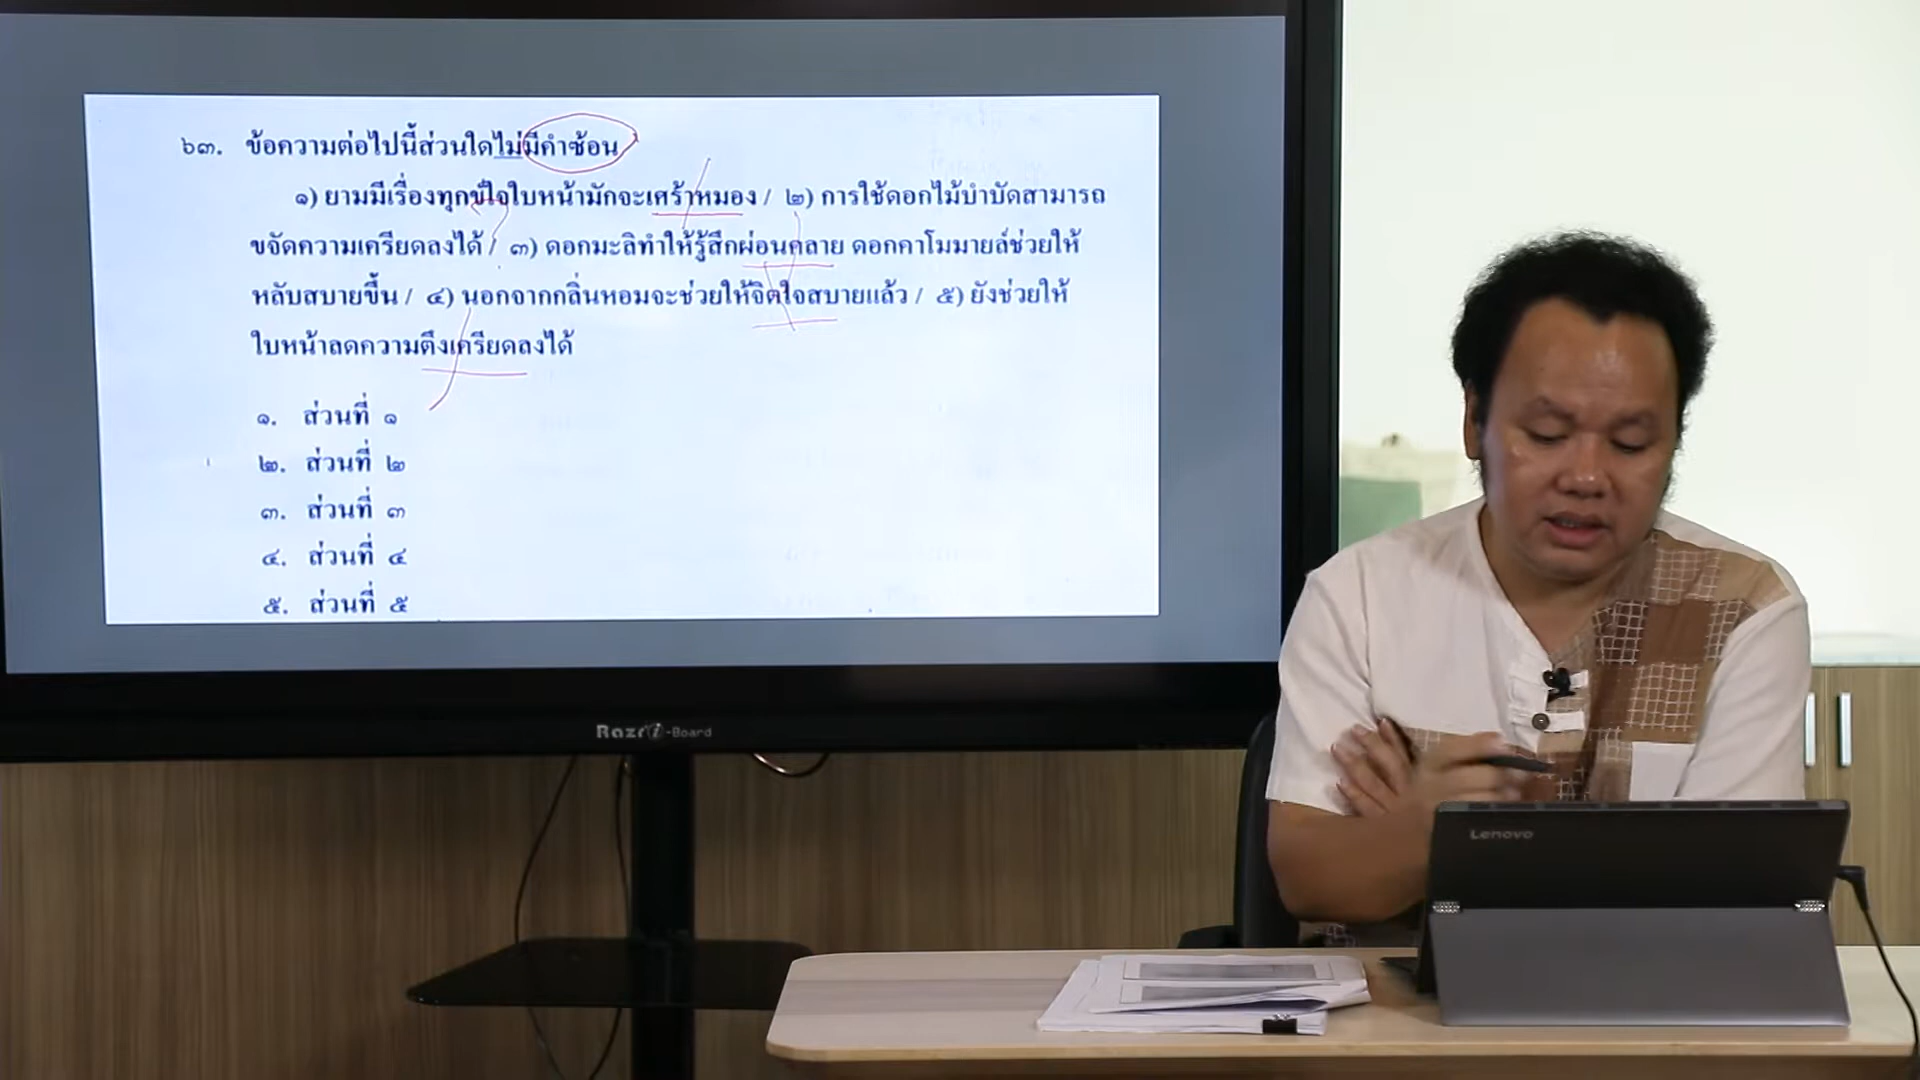 ๖๓. ข้อความต่อไปนี้ส่วนใดไม่มีคำซ้อน
๑) ยามมีเรื่องทุกข์ใจใบหน้ามักจะเศร้าหมอง / ๒) การใช้ดอกไม้บำบัดสามารถ
ขจัดความเครียดลงได้ / ๓) ดอกมะลิทำให้รู้สึกผ่อนคลาย ดอกคาโมมายล์ช่วยให้
หลับสบายขึ้น / ๔) นอกจากกลิ่นหอมจะช่วยให้จิตใจสบายแล้ว / ๕) ยังช่วยให้
ใบหน้าลดความตึงเครียดลงได้
๑. ส่วนที่ ๑
๒. ส่วนที่ ๒
๓. ส่วนที่ ๓
๔. ส่วนที่ ๔
๕. ส่วนที่ ๕
Razr i-Board
Lenovo